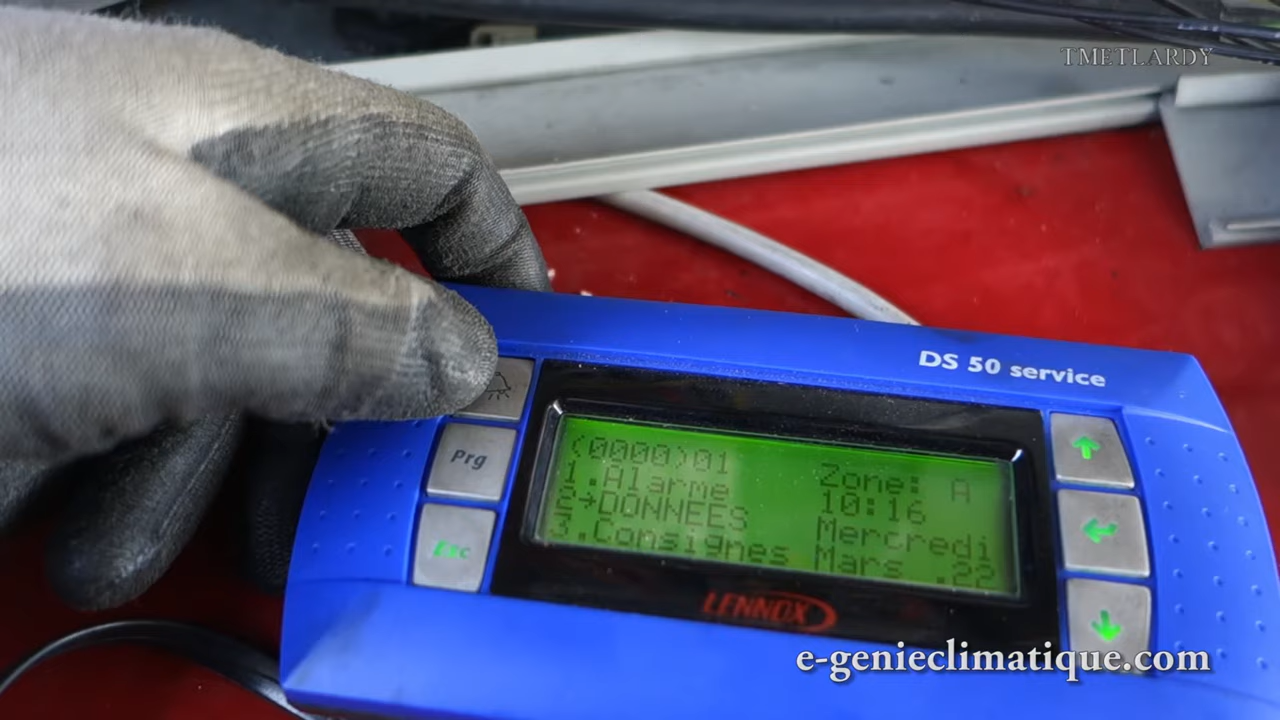 TMETLARDY
DS 50 service
(0000)01 Zone: A
1.Alarme 10:16
2→DONNEES Mercredi
3.Consignes Mars .22
Prg
Esc
LENNOX
e-genieclimatique.com